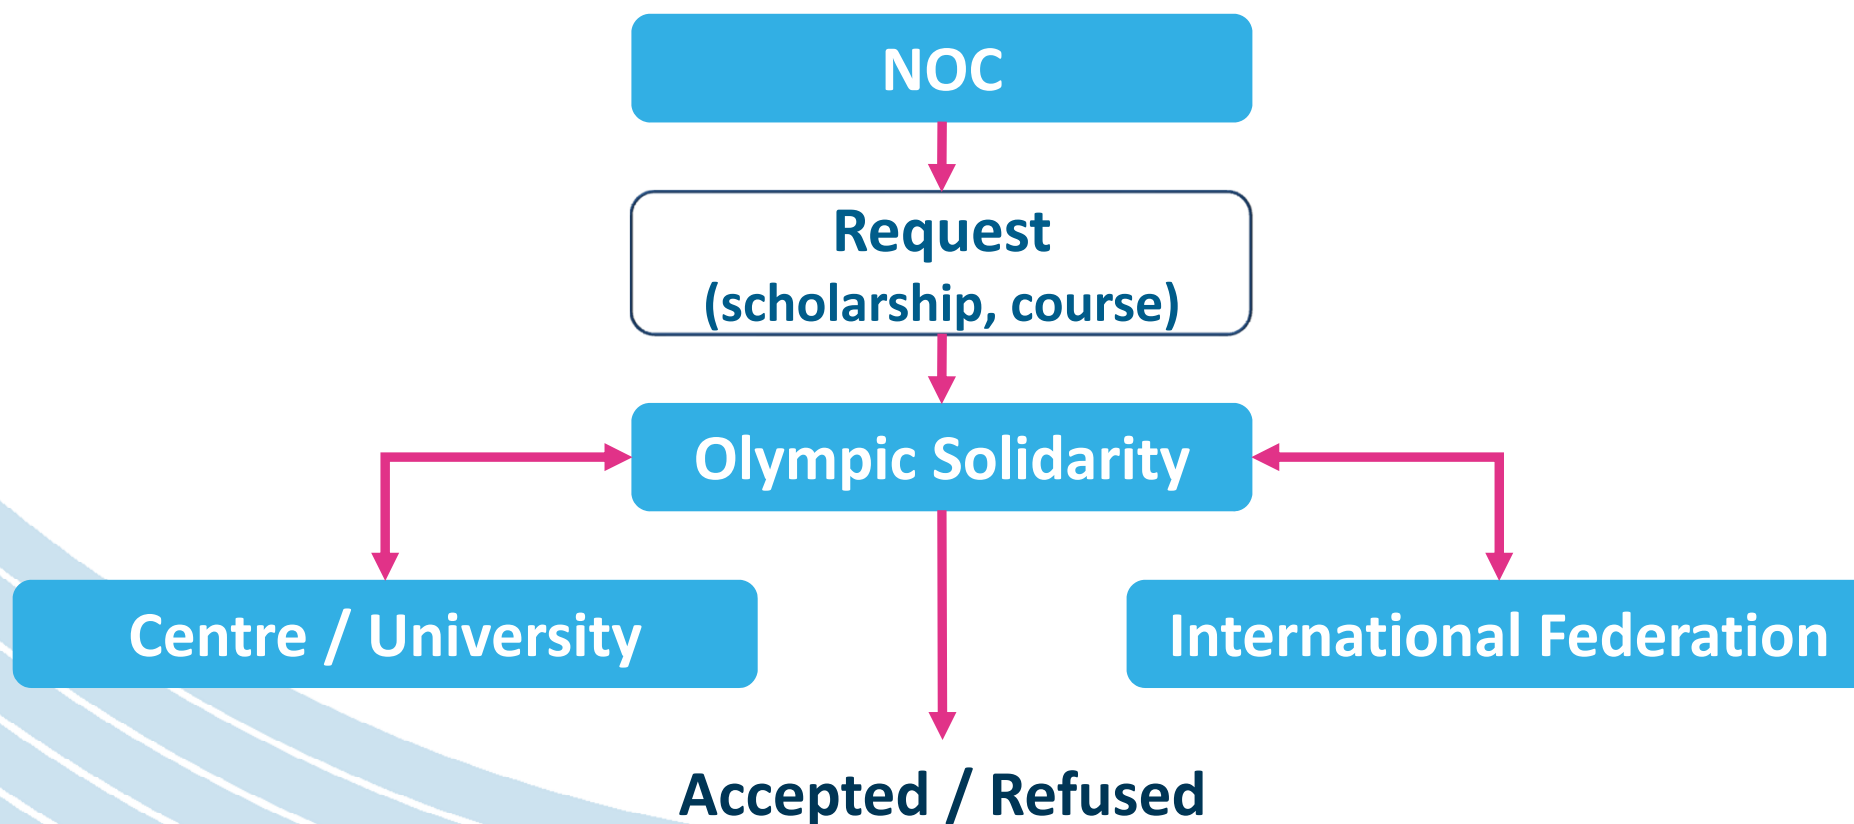 NOC
Request
(scholarship, course)
Olympic Solidarity
Centre / University
International Federation
Accepted / Refused